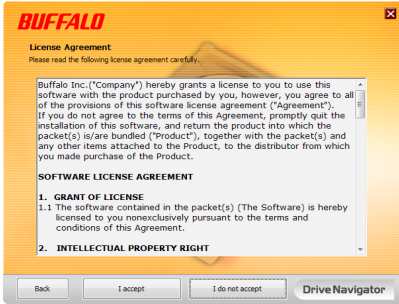 BUFFALO
License Agreement
Please read the following license agreement carefully.
Buffalo Inc.("Company") hereby grants a license to you to use this
software with the product purchased by you, however, you agree to all
of the provisions of this software license agreement ("Agreement").
If you do not agree to the terms of this Agreement, promptly quit the
installation of this software, and return the product into which the
packet(s) is/are bundled ("Product"), together with the packet(s) and
any other items attached to the Product, to the distributor from which
you made purchase of the Product.
SOFTWARE LICENSE AGREEMENT
1. GRANT OF LICENSE
1.1 The software contained in the packet(s) (The Software) is hereby
licensed to you nonexclusively pursuant to the terms and
conditions of this Agreement.
2. INTELLECTUAL PROPERTY RIGHT
Back
I accept
I do not accept
DriveNavigator